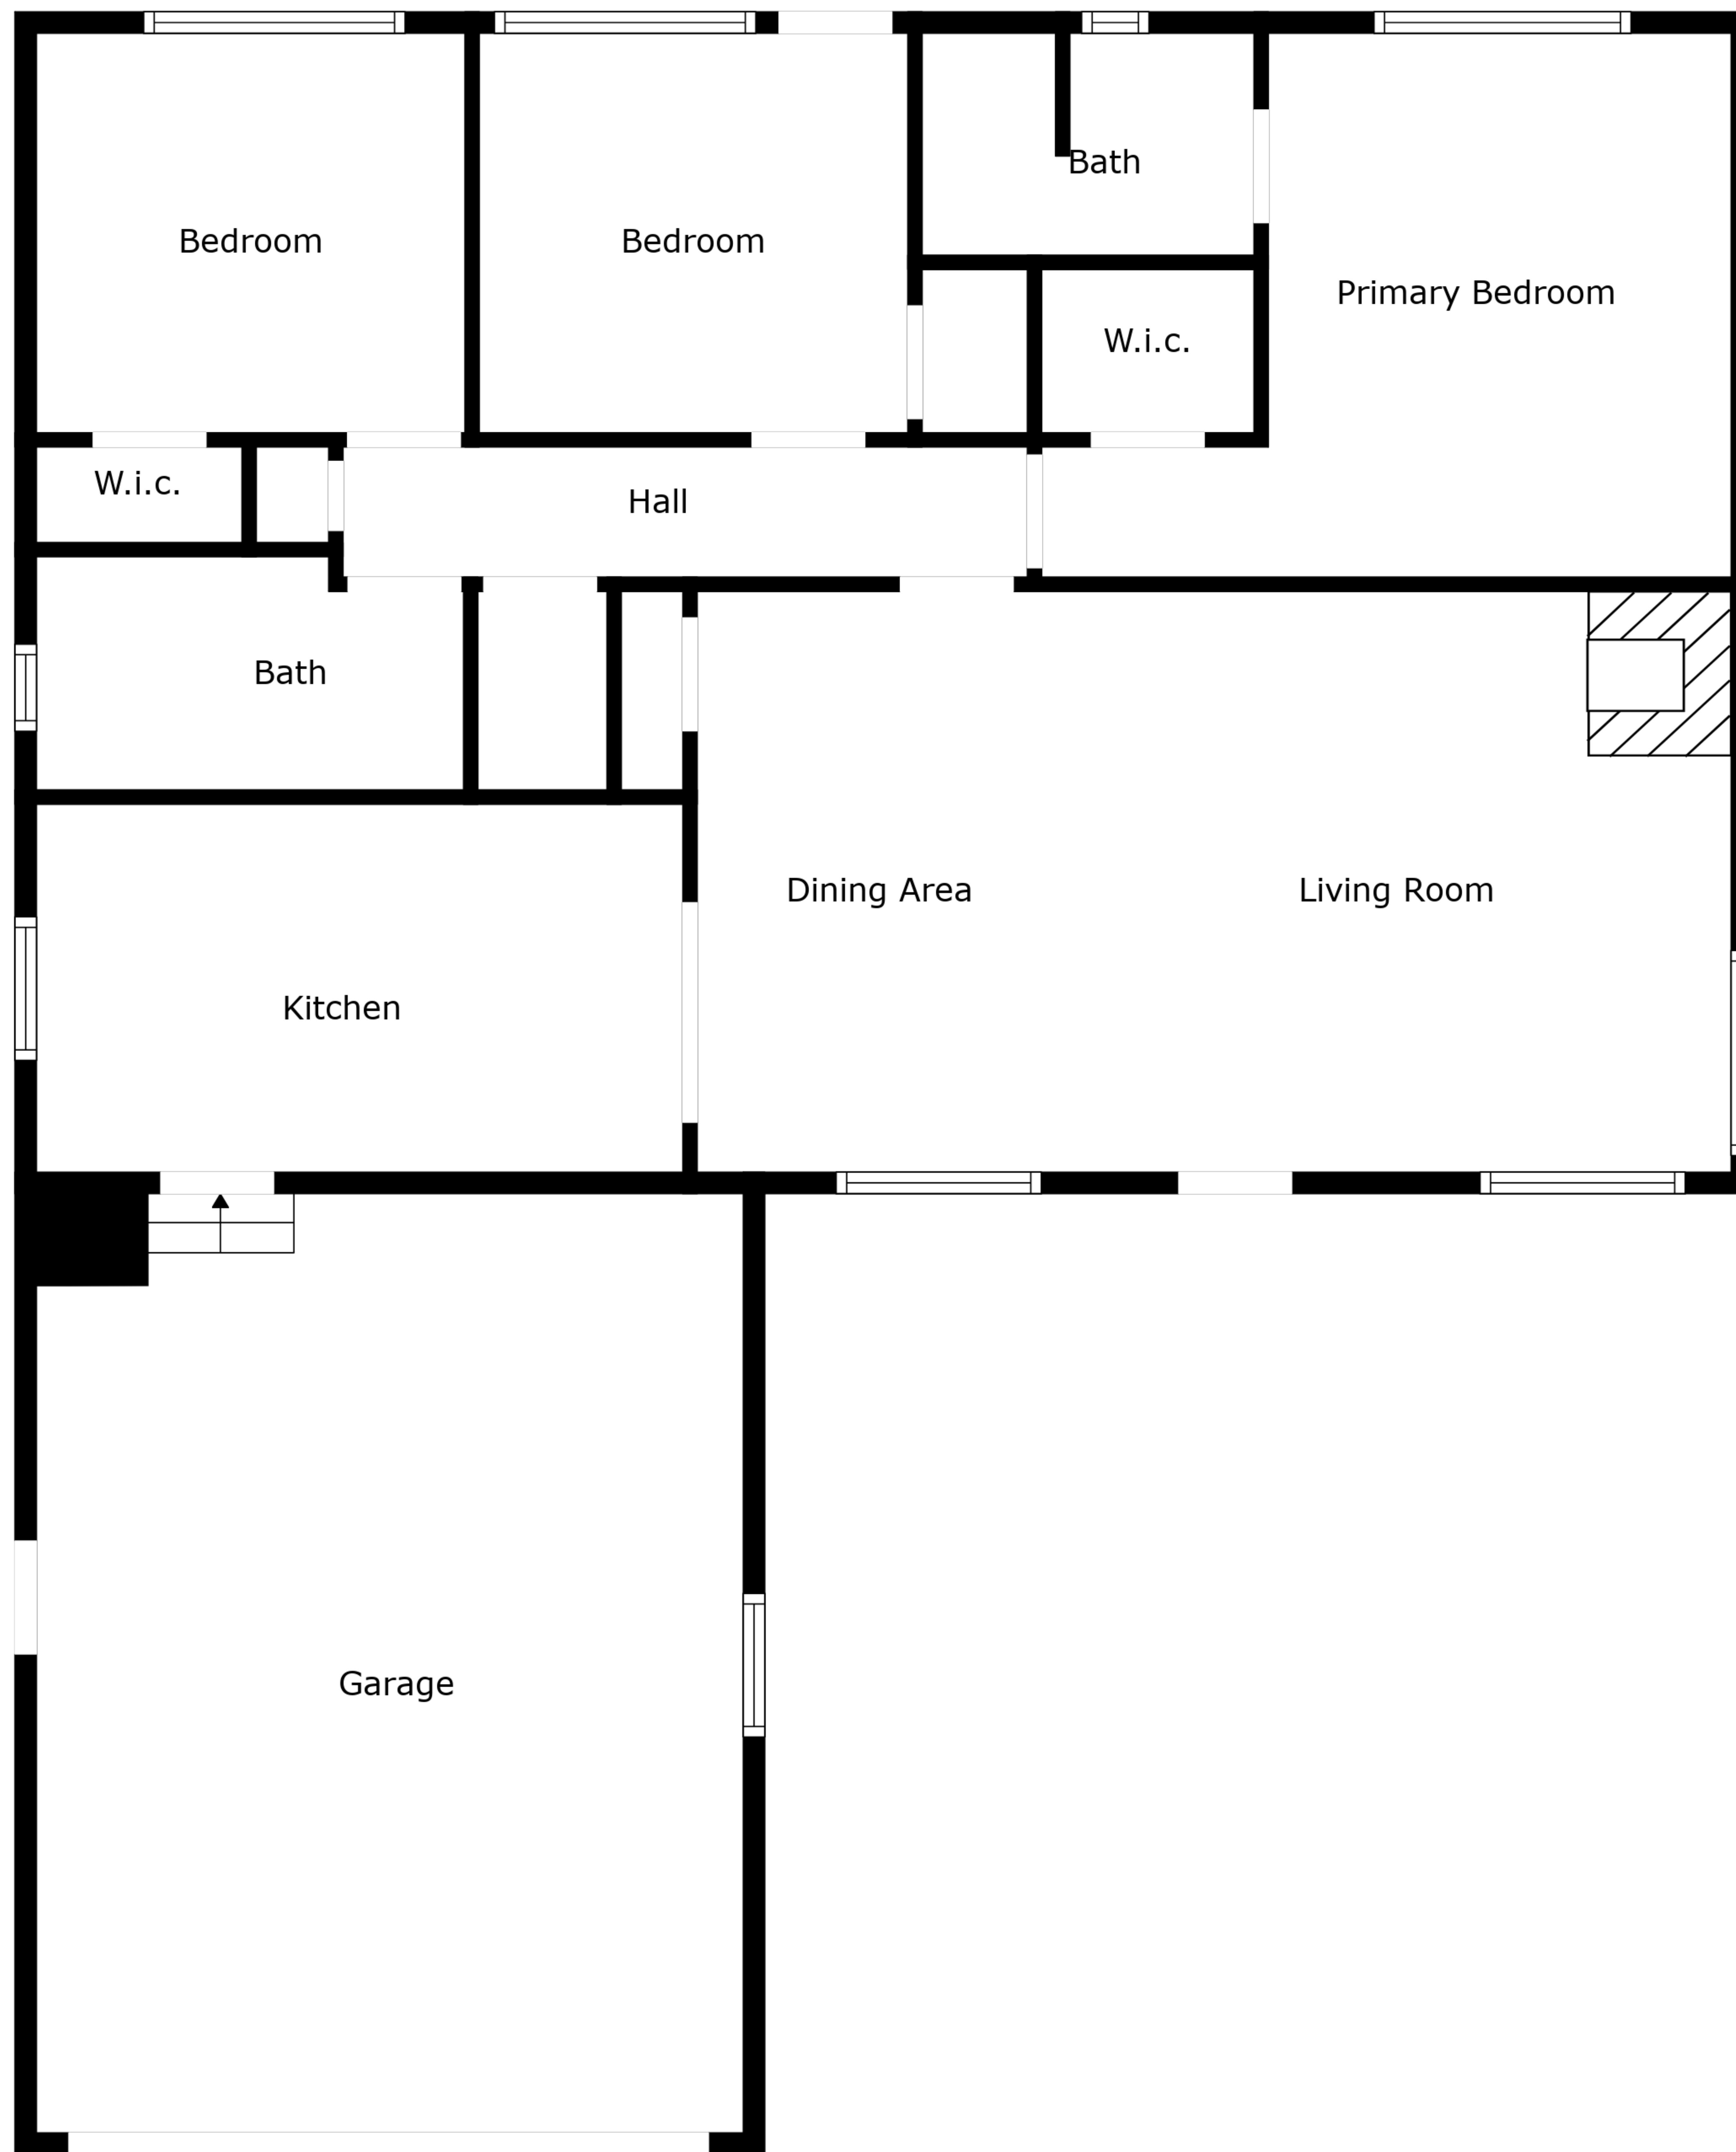 Bath
Bedroom
Bedroom
Primary Bedroom
W.i.c.
W.i.c.
Hall
Bath
Dining Area
Living Room
Kitchen
Garage